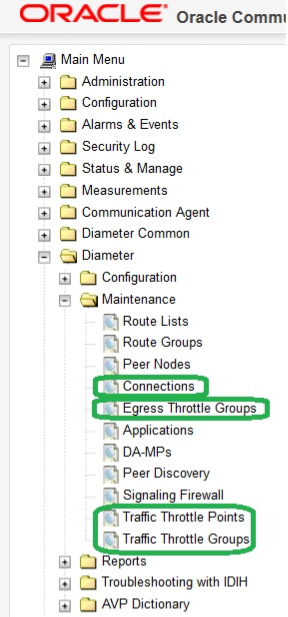 ORACLE® Oracle Commu
Main Menu
Administration
Configuration
Alarms & Events
Security Log
Status & Manage
Measurements
Communication Agent
Diameter Common
Diameter
Configuration
Maintenance
Route Lists
Route Groups
Peer Nodes
Connections
Egress Throttle Groups
Applications
DA-MPs
Peer Discovery
Signaling Firewall
Traffic Throttle Points
Traffic Throttle Groups
Reports
Troubleshooting with IDIH
AVP Dictionary